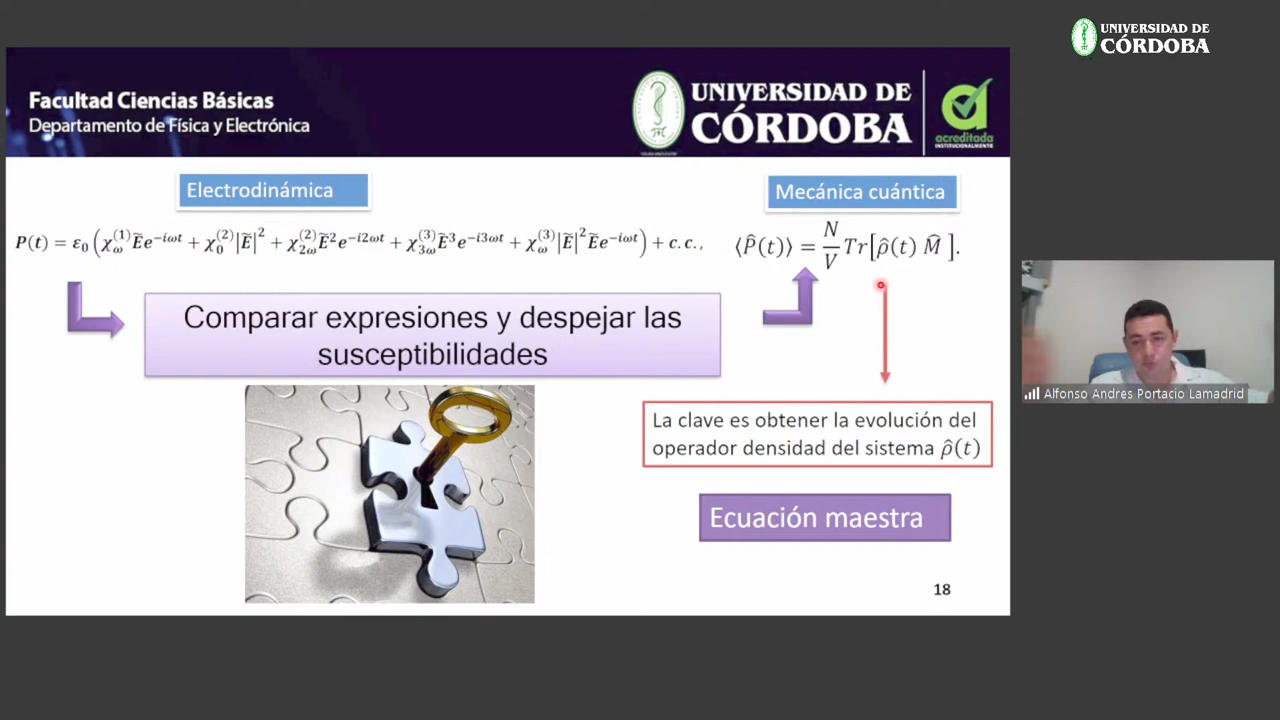 UNIVERSIDAD DE
CÓRDOBA
Facultad Ciencias Básicas
Departamento de Física y Electrónica
UNIVERSIDAD DE
CÓRDOBA
acreditada
INSTITUCIONALMENTE
Electrodinámica
Mecánica cuántica
P(t) = ε₀ (χ_ω^(1) Ẽe^(−iωt) + χ_0^(2) |Ẽ|² + χ_2ω^(2) Ẽ² e^(−i2ωt) + χ_3ω^(3) Ẽ³ e^(−i3ωt) + χ_ω^(3) |Ẽ|² Ẽe^(−iωt)) + c.c.,
⟨P̂(t)⟩ = N/V Tr[ρ̂(t) M̂ ].
Comparar expresiones y despejar las
susceptibilidades
Alfonso Andres Portacio Lamadrid
La clave es obtener la evolución del
operador densidad del sistema ρ̂(t)
Ecuación maestra
18